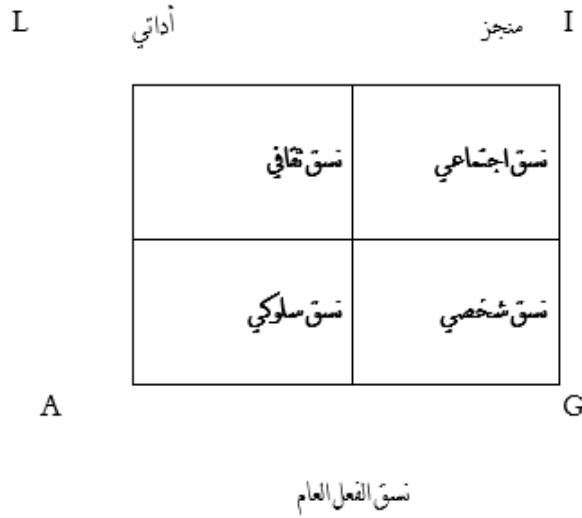 L أداتي منجز I
نسق ثقافي نسق اجتماعي
نسق سلوكي نسق شخصي
A G
نسق الفعل العام